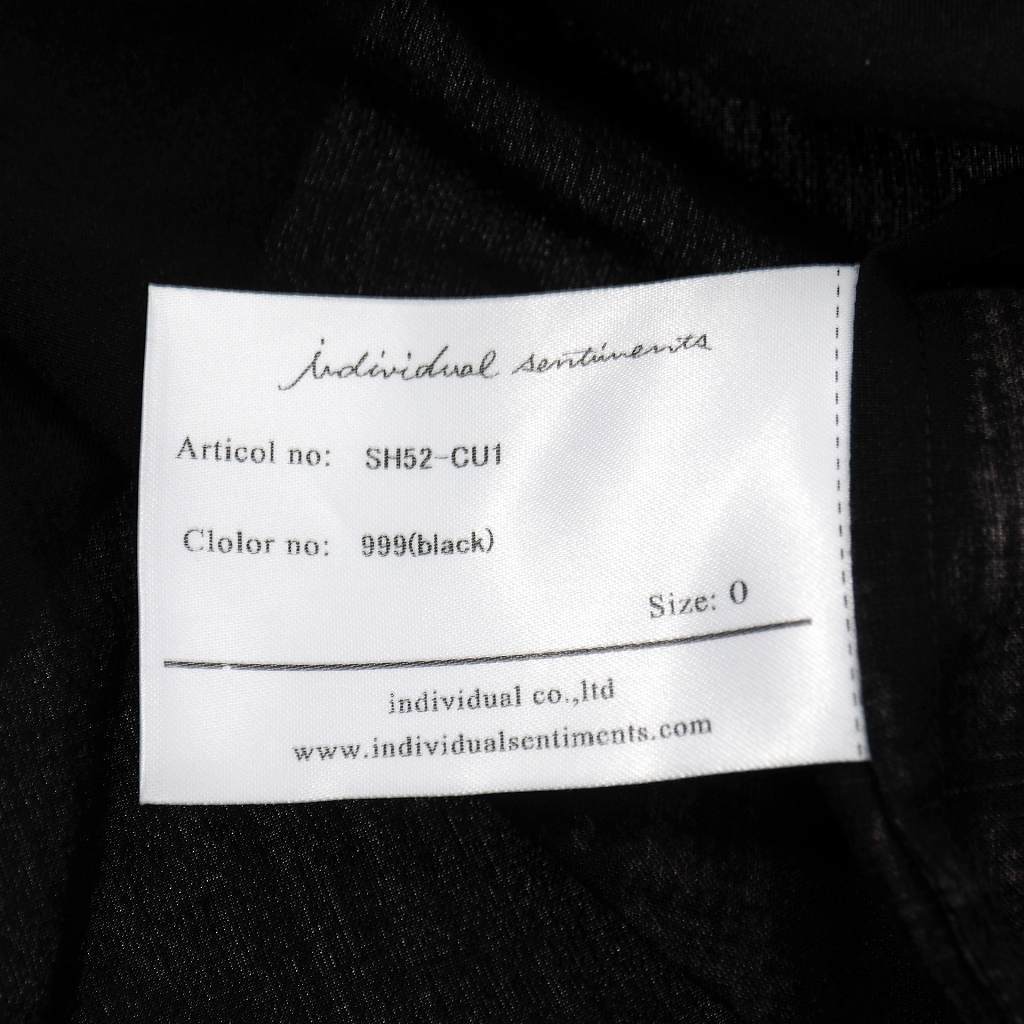 individual sentiments
Articol no: SH52-CU1
Clolor no: 999(black)
Size: 0
individual co.,ltd
www.individualsentiments.com